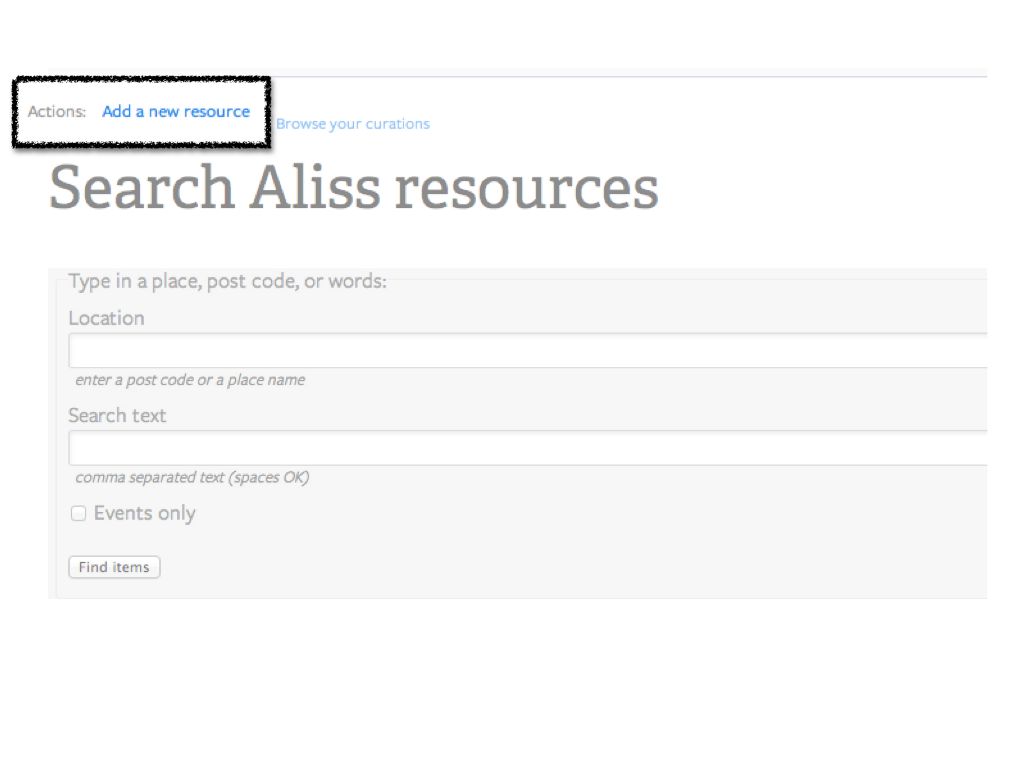 Actions: Add a new resource
Browse your curations
Search Aliss resources
Type in a place, post code, or words:
Location
enter a post code or a place name
Search text
comma separated text (spaces OK)
Events only
Find items